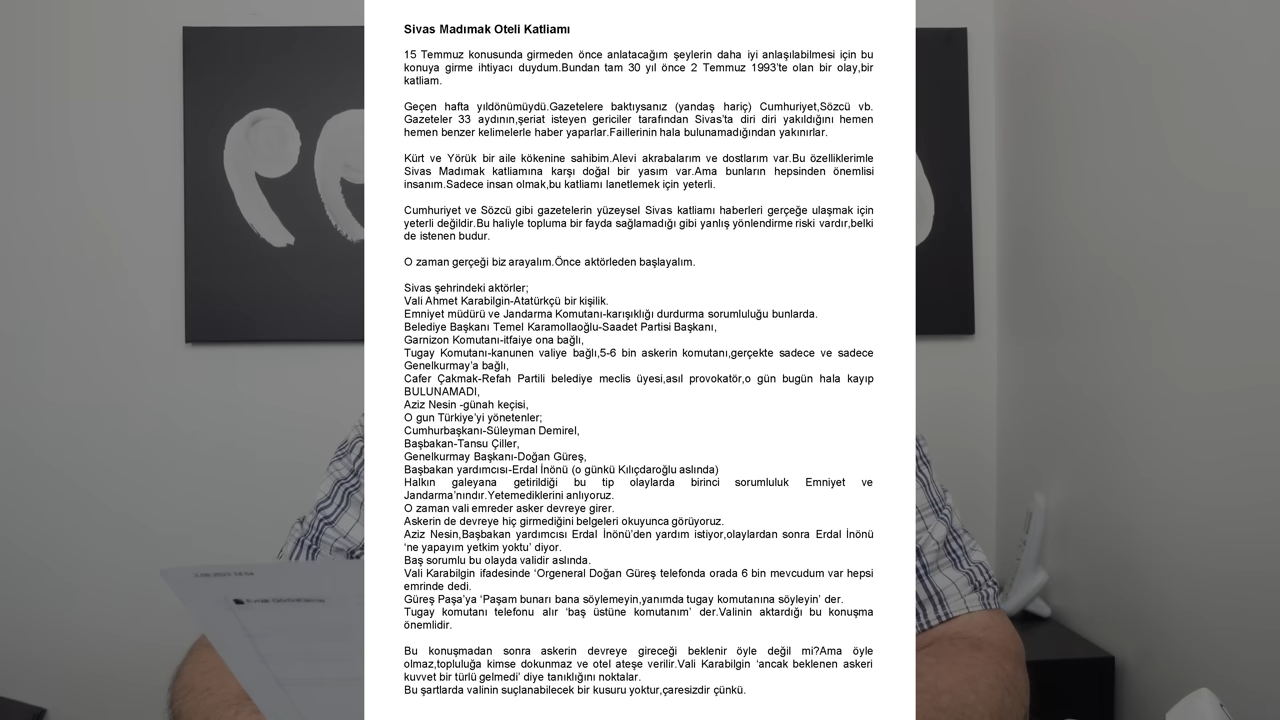 Sivas Madımak Oteli Katliamı
15 Temmuz konusunda girmeden önce anlatacağım şeylerin daha iyi anlaşılabilmesi için bu
konuya girme ihtiyacı duydum.Bundan tam 30 yıl önce 2 Temmuz 1993'te olan bir olay,bir
katliam.
Geçen hafta yıldönümüydü.Gazetelere baktıysanız (yandaş hariç) Cumhuriyet,Sözcü vb.
Gazeteler 33 aydının,şeriat isteyen gericiler tarafından Sivas'ta diri diri yakıldığını hemen
hemen benzer kelimelerle haber yaparlar.Faillerinin hala bulunamadığından yakınırlar.
Kürt ve Yörük bir aile kökenine sahibim.Alevi akrabalarım ve dostlarım var.Bu özelliklerimle
Sivas Madımak katliamına karşı doğal bir yasım var.Ama bunların hepsinden önemlisi
insanım.Sadece insan olmak,bu katliamı lanetlemek için yeterli.
Cumhuriyet ve Sözcü gibi gazetelerin yüzeysel Sivas katliamı haberleri gerçeğe ulaşmak için
yeterli değildir.Bu haliyle topluma bir fayda sağlamadığı gibi yanlış yönlendirme riski vardır,belki
de istenen budur.
O zaman gerçeği biz arayalım.Önce aktörleden başlayalım.
Sivas şehrindeki aktörler;
Vali Ahmet Karabilgin-Atatürkçü bir kişilik.
Emniyet müdürü ve Jandarma Komutanı-karışıklığı durdurma sorumluluğu bunlarda.
Belediye Başkanı Temel Karamollaoğlu-Saadet Partisi Başkanı,
Garnizon Komutanı-itfaiye ona bağlı,
Tugay Komutanı-kanunen valiye bağlı,5-6 bin askerin komutanı,gerçekte sadece ve sadece
Genelkurmay'a bağlı,
Cafer Çakmak-Refah Partili belediye meclis üyesi,asıl provokatör,o gün bugün hala kayıp
BULUNAMADI,
Aziz Nesin -günah keçisi,
O gun Türkiye'yi yönetenler;
Cumhurbaşkanı-Süleyman Demirel,
Başbakan-Tansu Çiller,
Genelkurmay Başkanı-Doğan Güreş,
Başbakan yardımcısı-Erdal İnönü (o günkü Kılıçdaroğlu aslında)
Halkın galeyana getirildiği bu tip olaylarda birinci sorumluluk Emniyet ve
Jandarma'nındır.Yetemediklerini anlıyoruz.
O zaman vali emreder asker devreye girer.
Askerin de devreye hiç girmediğini belgeleri okuyunca görüyoruz.
Aziz Nesin,Başbakan yardımcısı Erdal İnönü'den yardım istiyor,olaylardan sonra Erdal İnönü
'ne yapayım yetkim yoktu' diyor.
Baş sorumlu bu olayda validir aslında.
Vali Karabilgin ifadesinde 'Orgeneral Doğan Güreş telefonda orada 6 bin mevcudum var hepsi
emrinde dedi.
Güreş Paşa'ya 'Paşam bunarı bana söylemeyin,yanımda tugay komutanına söyleyin' der.
Tugay komutanı telefonu alır 'baş üstüne komutanım' der.Valinin aktardığı bu konuşma
önemlidir.
Bu konuşmadan sonra askerin devreye gireceği beklenir öyle değil mi?Ama öyle
olmaz,topluluğa kimse dokunmaz ve otel ateşe verilir.Vali Karabilgin 'ancak beklenen askeri
kuvvet bir türlü gelmedi' diye tanıklığını noktalar.
Bu şartlarda valinin suçlanabilecek bir kusuru yoktur,çaresizdir çünkü.